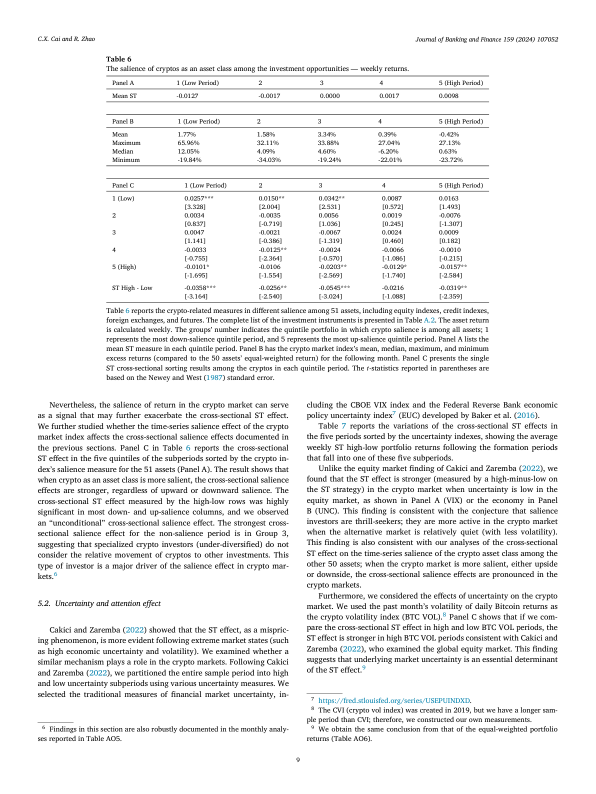 C.X. Cai and R. Zhao
Journal of Banking and Finance 159 (2024) 107052
Table 6
The salience of cryptos as an asset class among the investment opportunities — weekly returns.
Panel A 1 (Low Period) 2 3 4 5 (High Period)
Mean ST -0.0127 -0.0017 0.0000 0.0017 0.0098
Panel B 1 (Low Period) 2 3 4 5 (High Period)
Mean 1.77% 1.58% 3.34% 0.39% -0.42%
Maximum 65.96% 32.11% 33.88% 27.04% 27.13%
Median 12.05% 4.09% 4.60% -6.20% 0.63%
Minimum -19.84% -34.03% -19.24% -22.01% -23.72%
Panel C 1 (Low Period) 2 3 4 5 (High Period)
1 (Low) 0.0257*** 0.0150** 0.0342** 0.0087 0.0163
[3.328] [2.004] [2.531] [0.572] [1.493]
2 0.0034 -0.0035 0.0056 0.0019 -0.0076
[0.837] [-0.719] [1.036] [0.245] [-1.307]
3 0.0047 -0.0021 -0.0067 0.0024 0.0009
[1.141] [-0.386] [-1.319] [0.460] [0.182]
4 -0.0033 -0.0125** -0.0024 -0.0066 -0.0010
[-0.755] [-2.364] [-0.570] [-1.086] [-0.215]
5 (High) -0.0101* -0.0106 -0.0203** -0.0129* -0.0157**
[-1.695] [-1.554] [-2.569] [-1.740] [-2.584]
ST High - Low -0.0358*** -0.0256** -0.0545*** -0.0216 -0.0319**
[-3.164] [-2.540] [-3.024] [-1.088] [-2.359]
Table 6 reports the crypto-related measures in different salience among 51 assets, including equity indexes, credit indexes,
foreign exchanges, and futures. The complete list of the investment instruments is presented in Table A.2. The asset return
is calculated weekly. The groups' number indicates the quintile portfolio in which crypto salience is among all assets; 1
represents the most down-salience quintile period, and 5 represents the most up-salience quintile period. Panel A lists the
mean ST measure in each quintile period. Panel B has the crypto market index's mean, median, maximum, and minimum
excess returns (compared to the 50 assets' equal-weighted return) for the following month. Panel C presents the single
ST cross-sectional sorting results among the cryptos in each quintile period. The t-statistics reported in parentheses are
based on the Newey and West (1987) standard error.
Nevertheless, the salience of return in the crypto market can serve
as a signal that may further exacerbate the cross-sectional ST effect.
We further studied whether the time-series salience effect of the crypto
market index affects the cross-sectional salience effects documented in
the previous sections. Panel C in Table 6 reports the cross-sectional
ST effect in the five quintiles of the subperiods sorted by the crypto in-
dex's salience measure for the 51 assets (Panel A). The result shows that
when crypto as an asset class is more salient, the cross-sectional salience
effects are stronger, regardless of upward or downward salience. The
cross-sectional ST effect measured by the high-low rows was highly
significant in most down- and up-salience columns, and we observed
an "unconditional" cross-sectional salience effect. The strongest cross-
sectional salience effect for the non-salience period is in Group 3,
suggesting that specialized crypto investors (under-diversified) do not
consider the relative movement of cryptos to other investments. This
type of investor is a major driver of the salience effect in crypto mar-
kets.6
5.2. Uncertainty and attention effect
Cakici and Zaremba (2022) showed that the ST effect, as a mispric-
ing phenomenon, is more evident following extreme market states (such
as high economic uncertainty and volatility). We examined whether a
similar mechanism plays a role in the crypto markets. Following Cakici
and Zaremba (2022), we partitioned the entire sample period into high
and low uncertainty subperiods using various uncertainty measures. We
selected the traditional measures of financial market uncertainty, in-
6 Findings in this section are also robustly documented in the monthly analy-
ses reported in Table AO5.
cluding the CBOE VIX index and the Federal Reserve Bank economic
policy uncertainty index7 (EUC) developed by Baker et al. (2016).
Table 7 reports the variations of the cross-sectional ST effects in
the five periods sorted by the uncertainty indexes, showing the average
weekly ST high-low portfolio returns following the formation periods
that fall into one of these five subperiods.
Unlike the equity market finding of Cakici and Zaremba (2022), we
found that the ST effect is stronger (measured by a high-minus-low on
the ST strategy) in the crypto market when uncertainty is low in the
equity market, as shown in Panel A (VIX) or the economy in Panel
B (UNC). This finding is consistent with the conjecture that salience
investors are thrill-seekers; they are more active in the crypto market
when the alternative market is relatively quiet (with less volatility).
This finding is also consistent with our analyses of the cross-sectional
ST effect on the time-series salience of the crypto asset class among the
other 50 assets; when the crypto market is more salient, either upside
or downside, the cross-sectional salience effects are pronounced in the
crypto markets.
Furthermore, we considered the effects of uncertainty on the crypto
market. We used the past month's volatility of daily Bitcoin returns as
the crypto volatility index (BTC VOL).8 Panel C shows that if we com-
pare the cross-sectional ST effect in high and low BTC VOL periods, the
ST effect is stronger in high BTC VOL periods consistent with Cakici and
Zaremba (2022), who examined the global equity market. This finding
suggests that underlying market uncertainty is an essential determinant
of the ST effect.9
7 https://fred.stlouisfed.org/series/USEPUINDXD.
8 The CVI (crypto vol index) was created in 2019, but we have a longer sam-
ple period than CVI; therefore, we constructed our own measurements.
9 We obtain the same conclusion from that of the equal-weighted portfolio
returns (Table AO6).
9